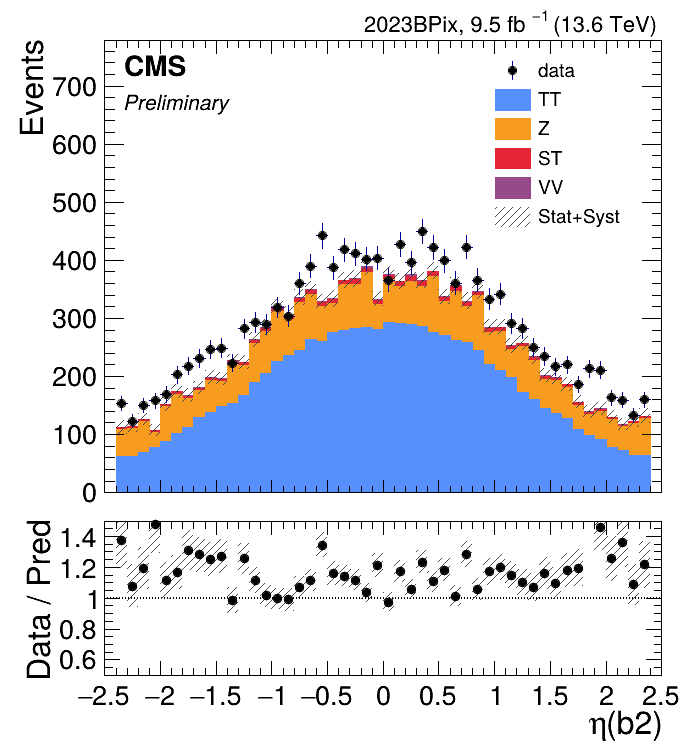 2023BPix, 9.5 fb⁻¹ (13.6 TeV)
Events
CMS
Preliminary
data
TT
Z
ST
VV
Stat+Syst
700
600
500
400
300
200
100
0
Data / Pred
1.4
1.2
1
0.8
0.6
−2.5 −2 −1.5 −1 −0.5 0 0.5 1 1.5 2 2.5
η(b2)